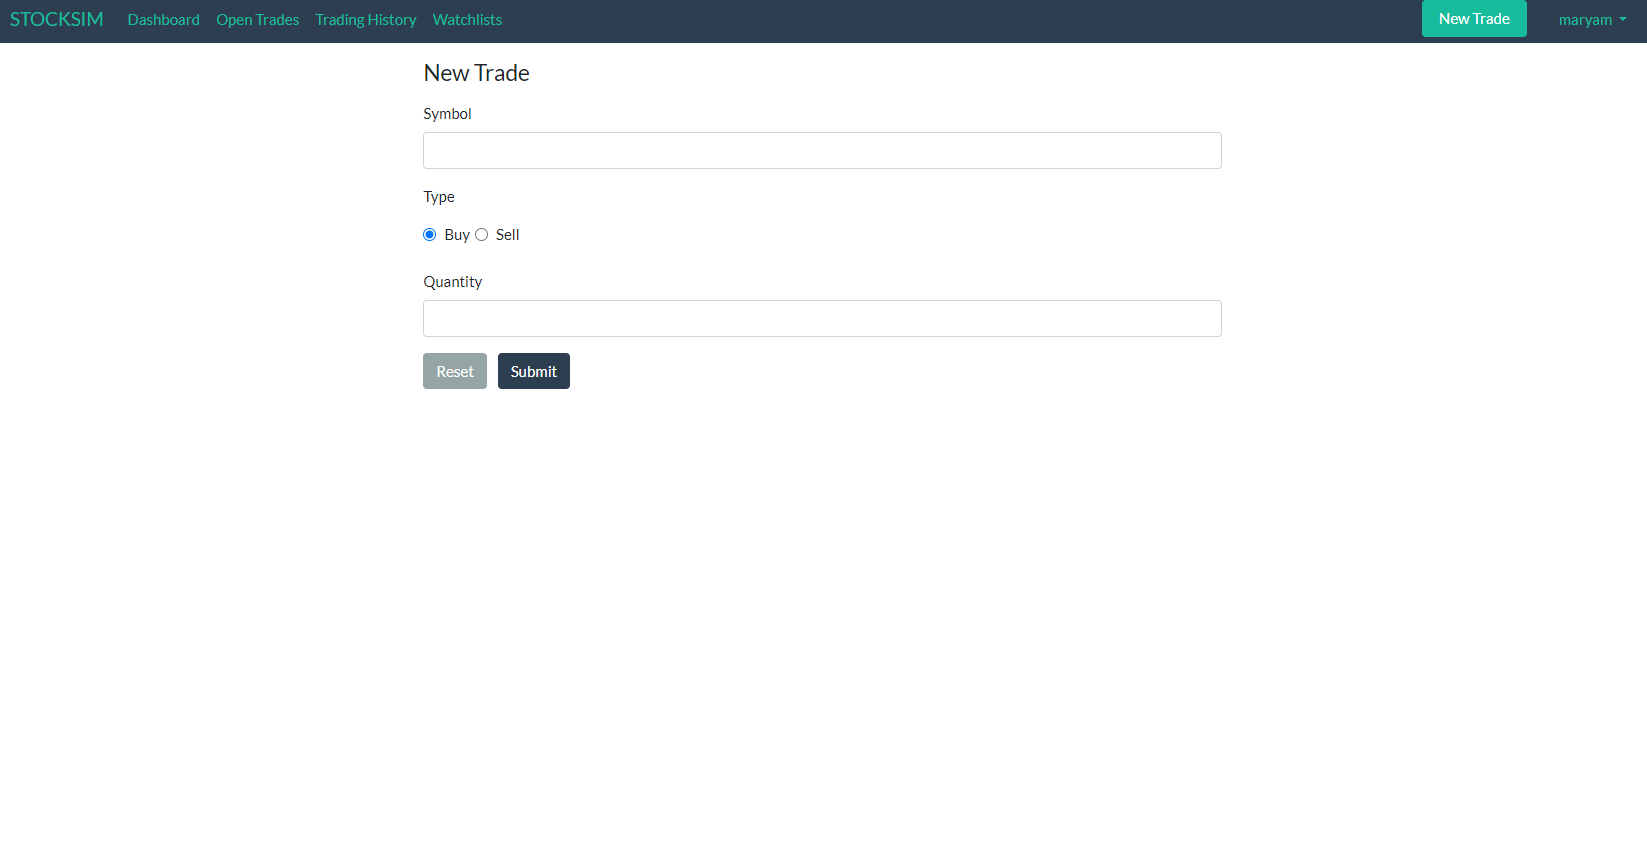 STOCKSIM Dashboard Open Trades Trading History Watchlists New Trade maryam
New Trade
Symbol
Type
Buy Sell
Quantity
Reset Submit